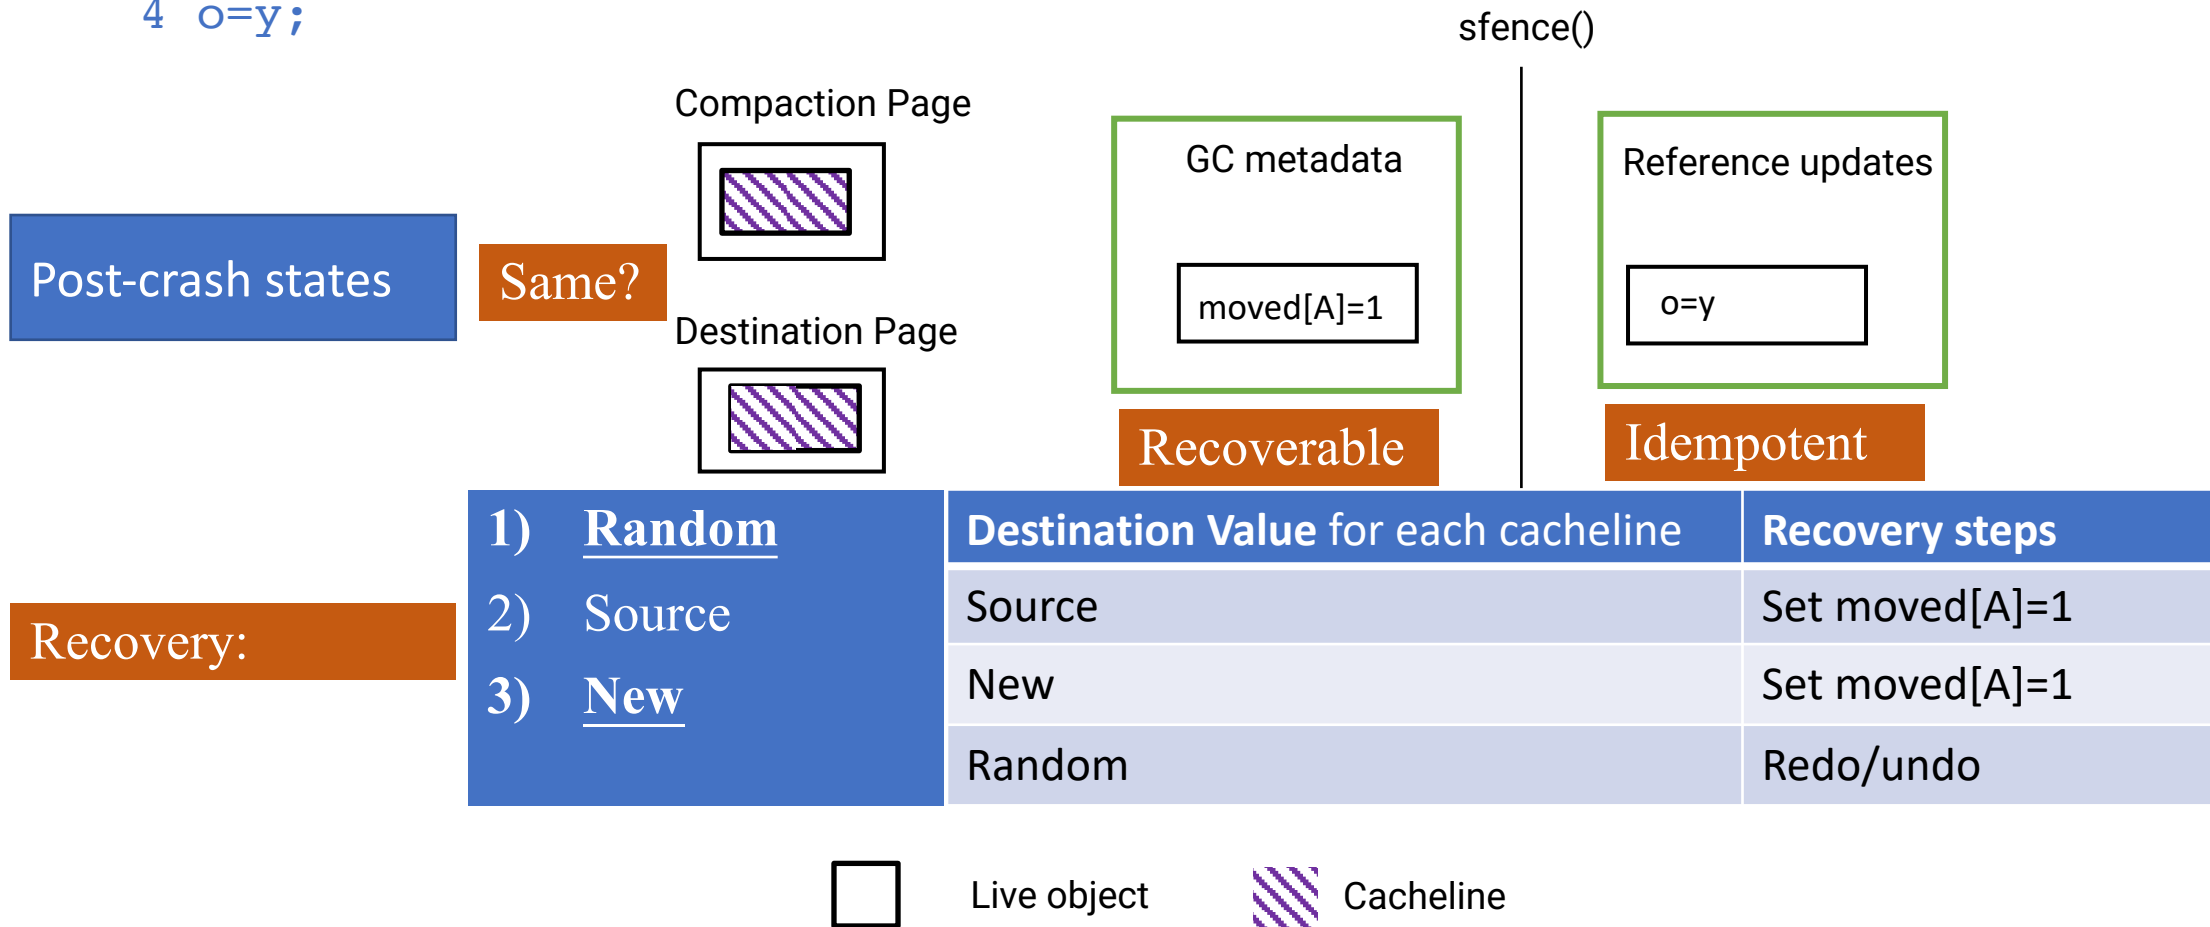 4 o=y;
sfence()
Compaction Page
GC metadata
Reference updates
Post-crash states
Same?
moved[A]=1
o=y
Destination Page
Recoverable
Idempotent
1) Random
Destination Value for each cacheline
Recovery steps
2) Source
Source
Set moved[A]=1
Recovery:
3) New
New
Set moved[A]=1
Random
Redo/undo
Live object
Cacheline